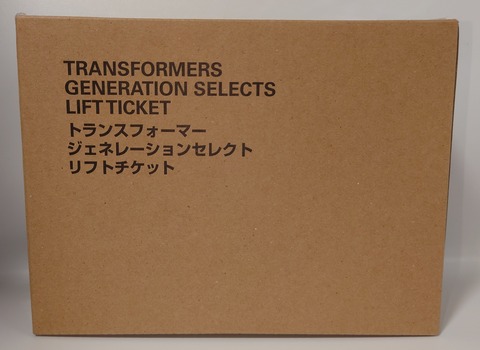 TRANSFORMERS
GENERATION SELECTS
LIFT TICKET
トランスフォーマー
ジェネレーションセレクト
リフトチケット